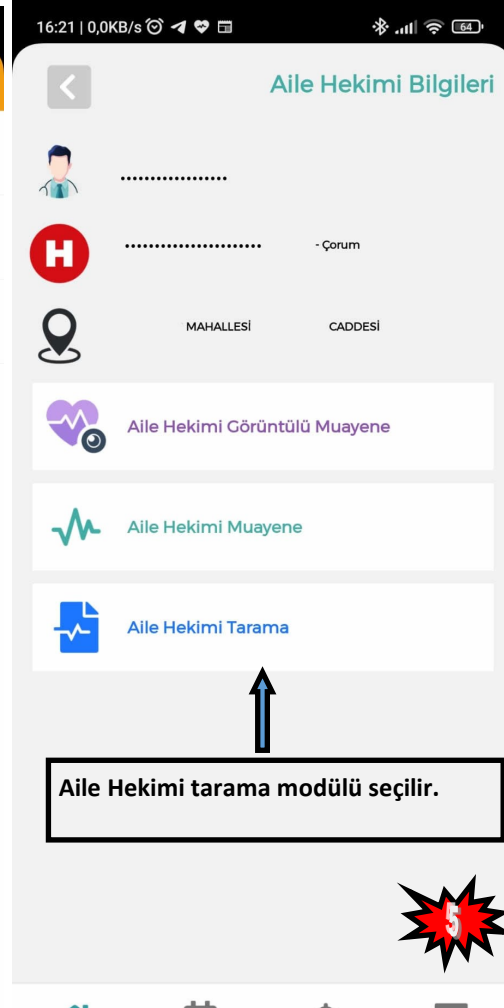 16:21 | 0,0KB/s
64
Aile Hekimi Bilgileri
..................
H
....................... - Çorum
MAHALLESİ CADDESİ
Aile Hekimi Görüntülü Muayene
Aile Hekimi Muayene
Aile Hekimi Tarama
Aile Hekimi tarama modülü seçilir.
5